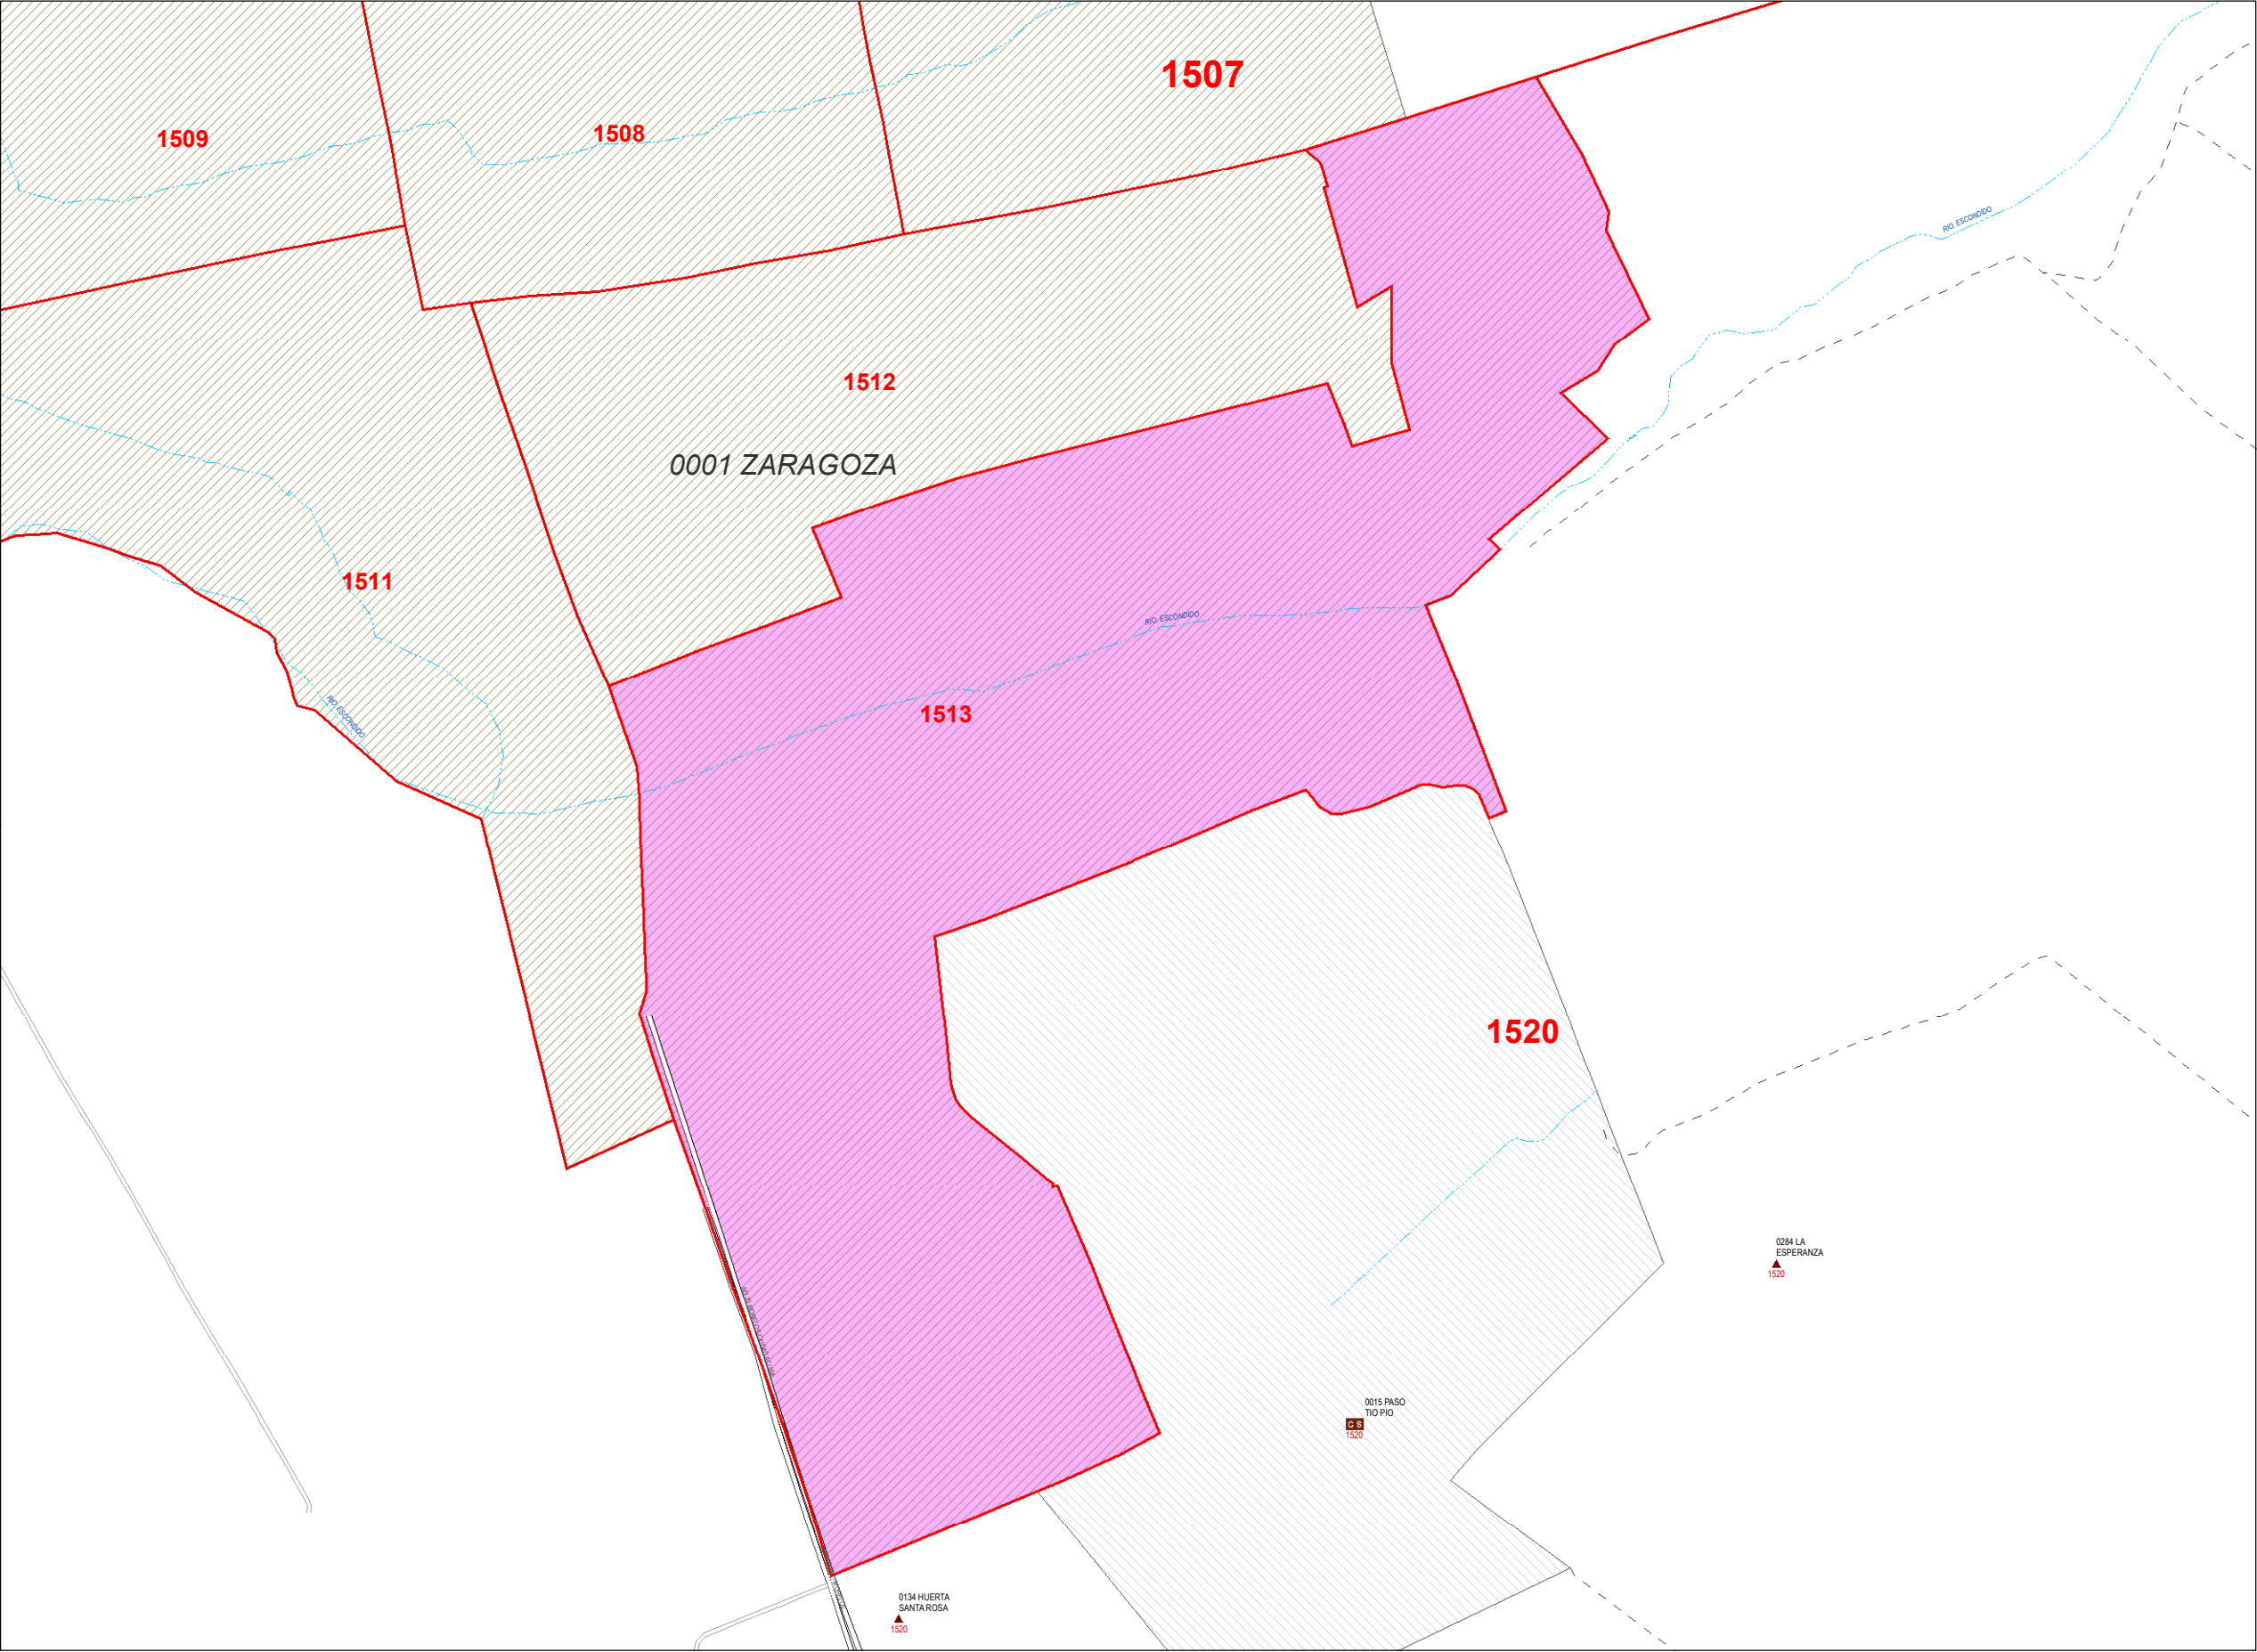 1507
1509
1508
RIO. ESCONDIDO
1512
0001 ZARAGOZA
1511
RIO. ESCONDIDO
RIO. ESCONDIDO
1513
1520
0284 LA
ESPERANZA
1520
0015 PASO
TIO PIO
C S
1520
0134 HUERTA
SANTA ROSA
1520